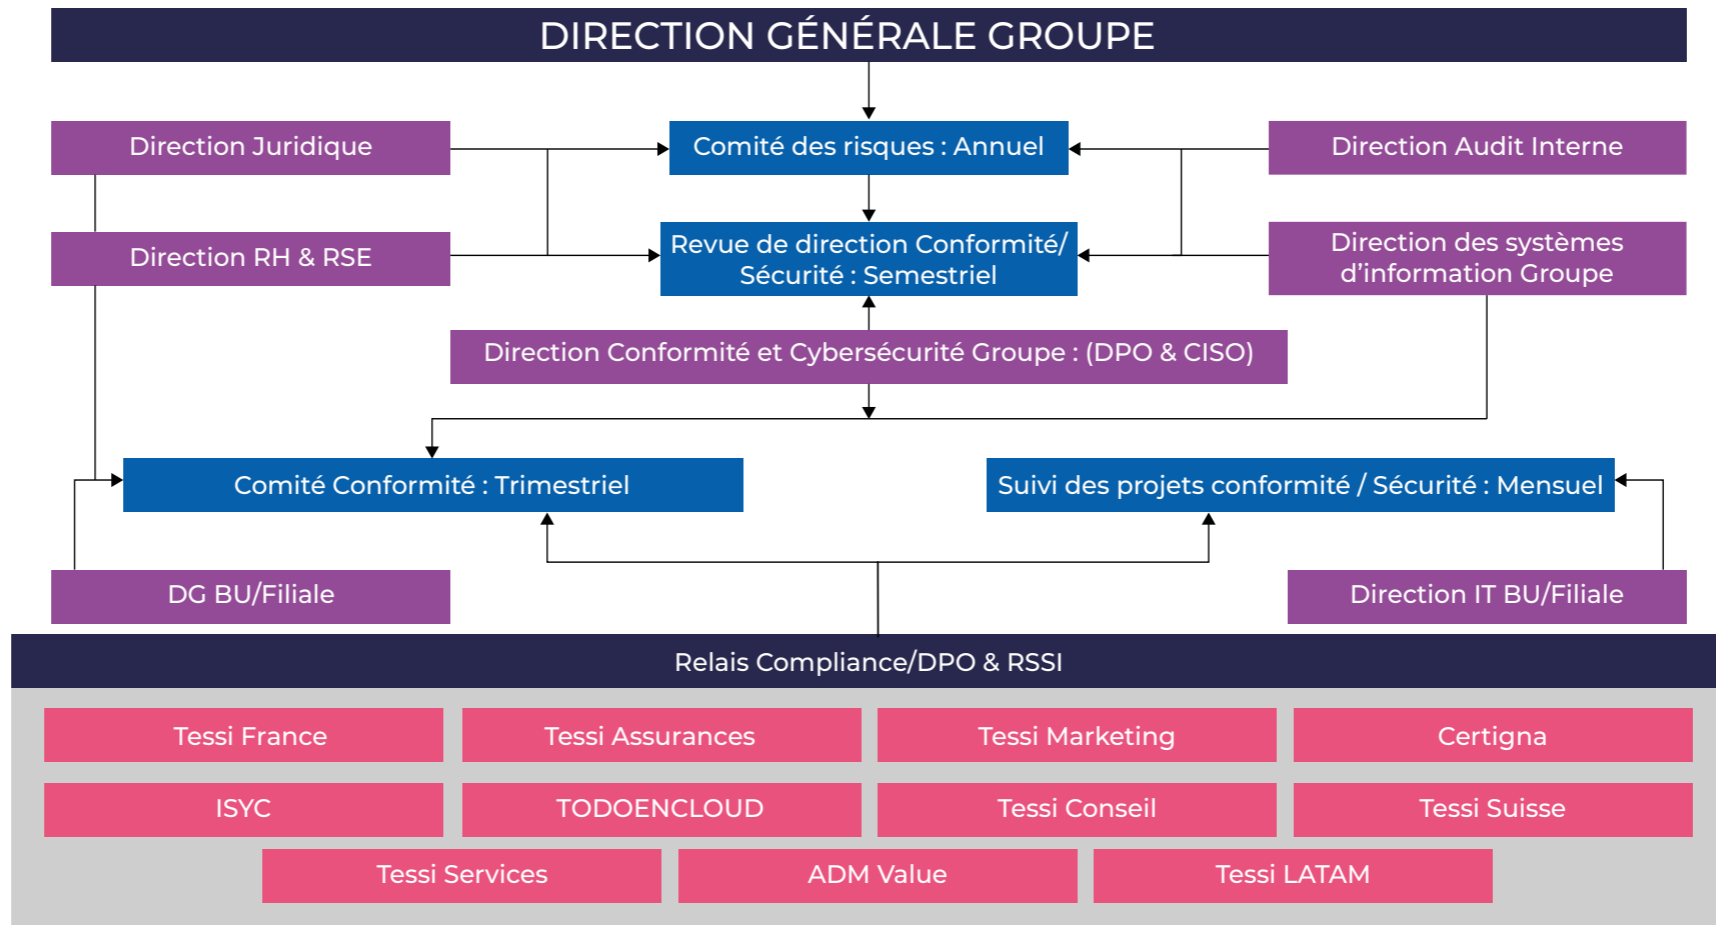 DIRECTION GÉNÉRALE GROUPE
Direction Juridique
Comité des risques : Annuel
Direction Audit Interne
Direction RH & RSE
Revue de direction Conformité/
Sécurité : Semestriel
Direction des systèmes
d’information Groupe
Direction Conformité et Cybersécurité Groupe : (DPO & CISO)
Comité Conformité : Trimestriel
Suivi des projets conformité / Sécurité : Mensuel
DG BU/Filiale
Direction IT BU/Filiale
Relais Compliance/DPO & RSSI
Tessi France
Tessi Assurances
Tessi Marketing
Certigna
ISYC
TODOENCLOUD
Tessi Conseil
Tessi Suisse
Tessi Services
ADM Value
Tessi LATAM